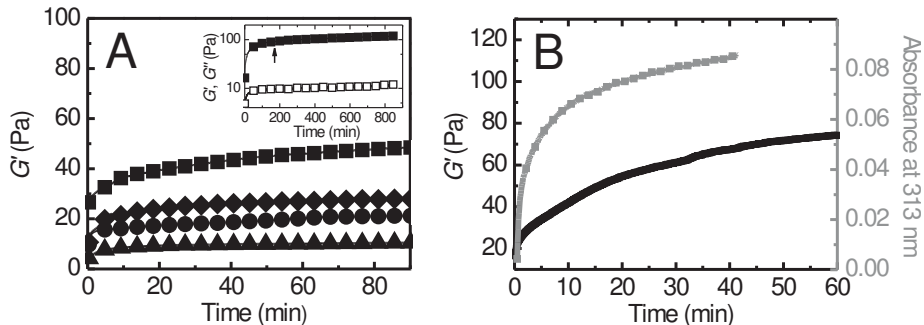 A
G' (Pa)
100
80
60
40
20
0
0 20 40 60 80
Time (min)
G', G'' (Pa)
100
10
0 200 400 600 800
Time (min)
B
G' (Pa)
120
100
80
60
40
20
0 10 20 30 40 50 60
Time (min)
0.08
0.06
0.04
0.02
0.00
Absorbance at 313 nm